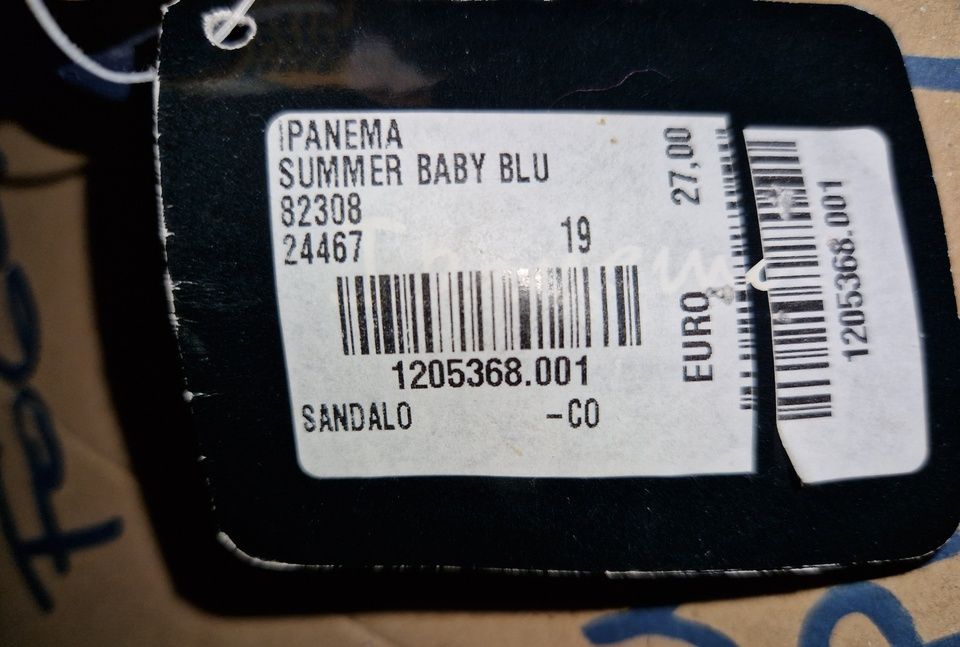 IPANEMA
SUMMER BABY BLU
82308
24467
19
1205368.001
SANDALO -CO
EURO 27,00
1205368.001